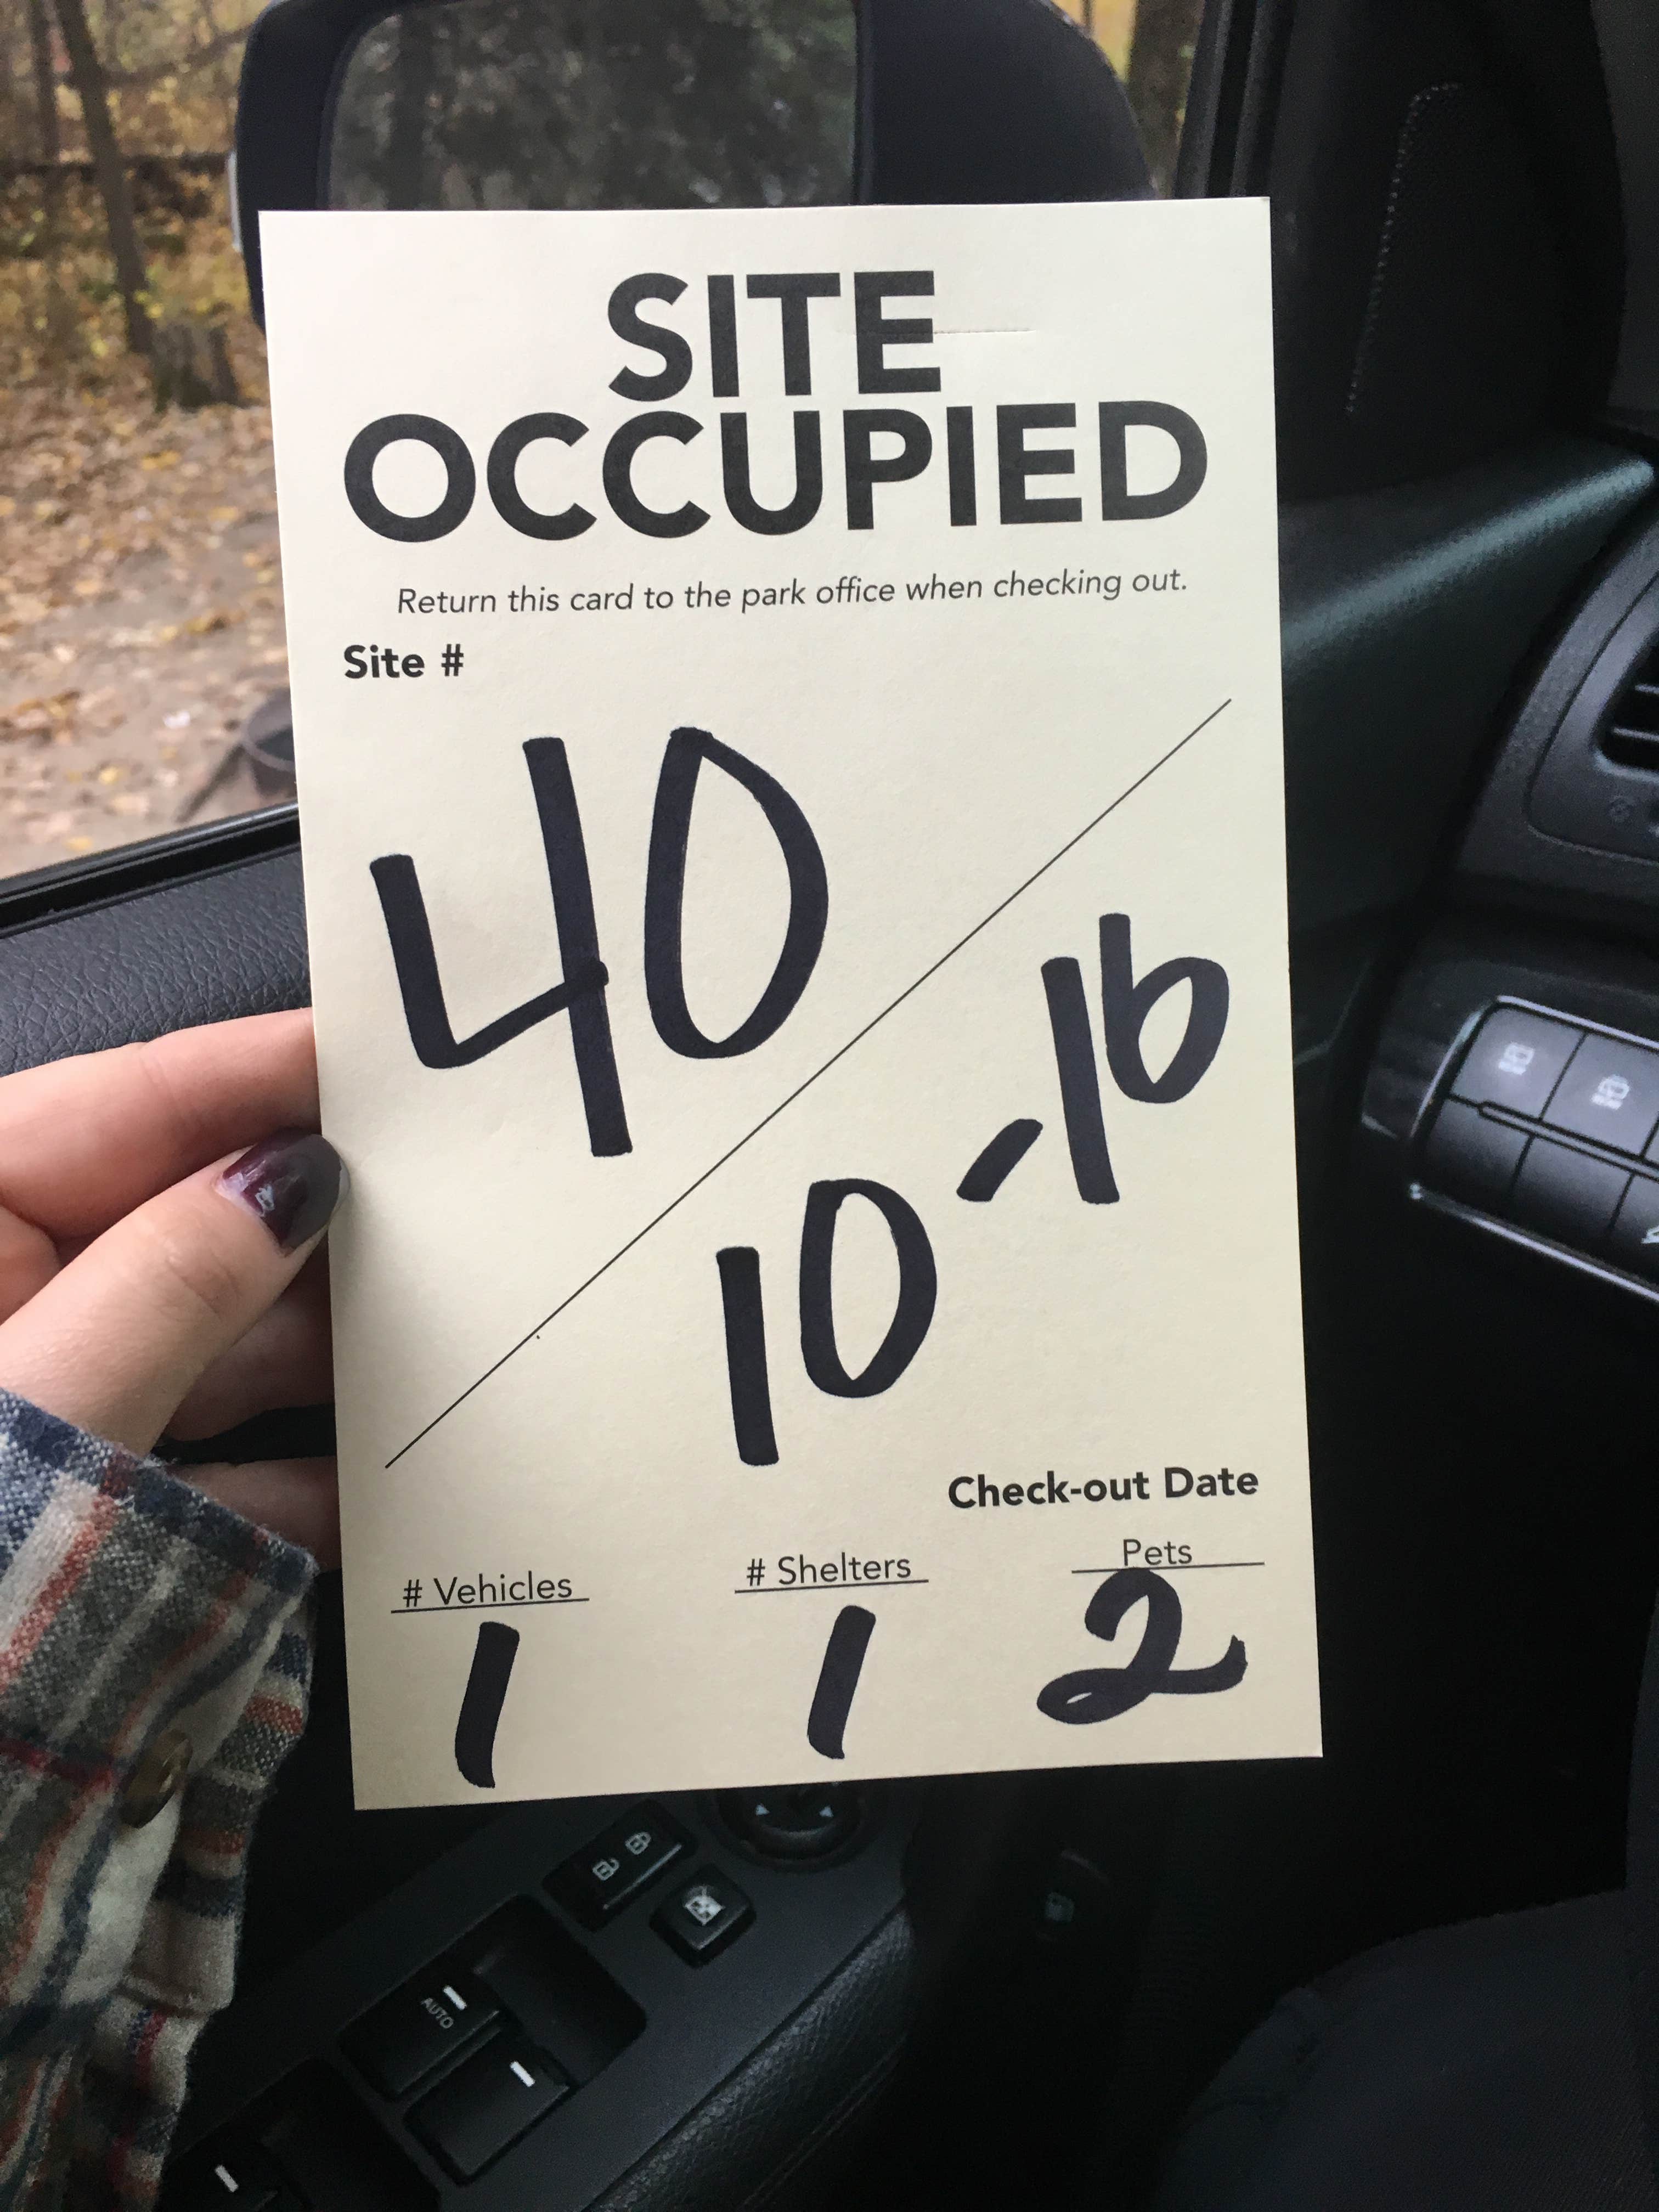 SITE
OCCUPIED
Return this card to the park office when checking out.
Site #
40
10-16
Check-out Date
# Vehicles # Shelters Pets
1 1 2
AUTO